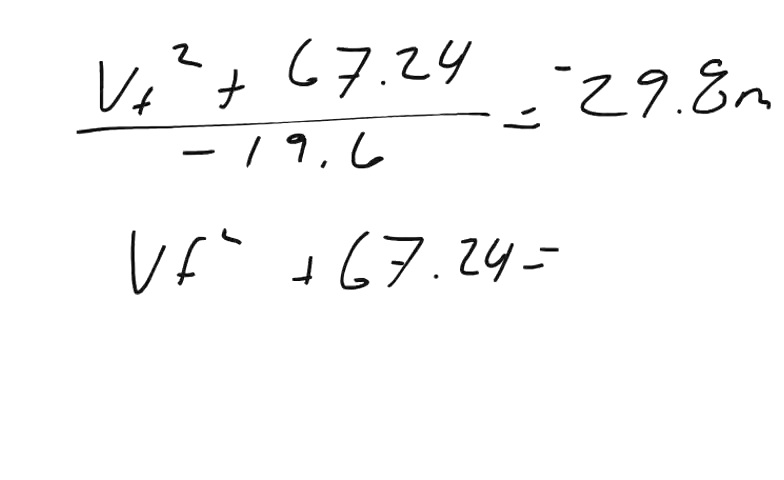 Vf² + 67.24
= -29.8m
-19.6
Vf² + 67.24 =